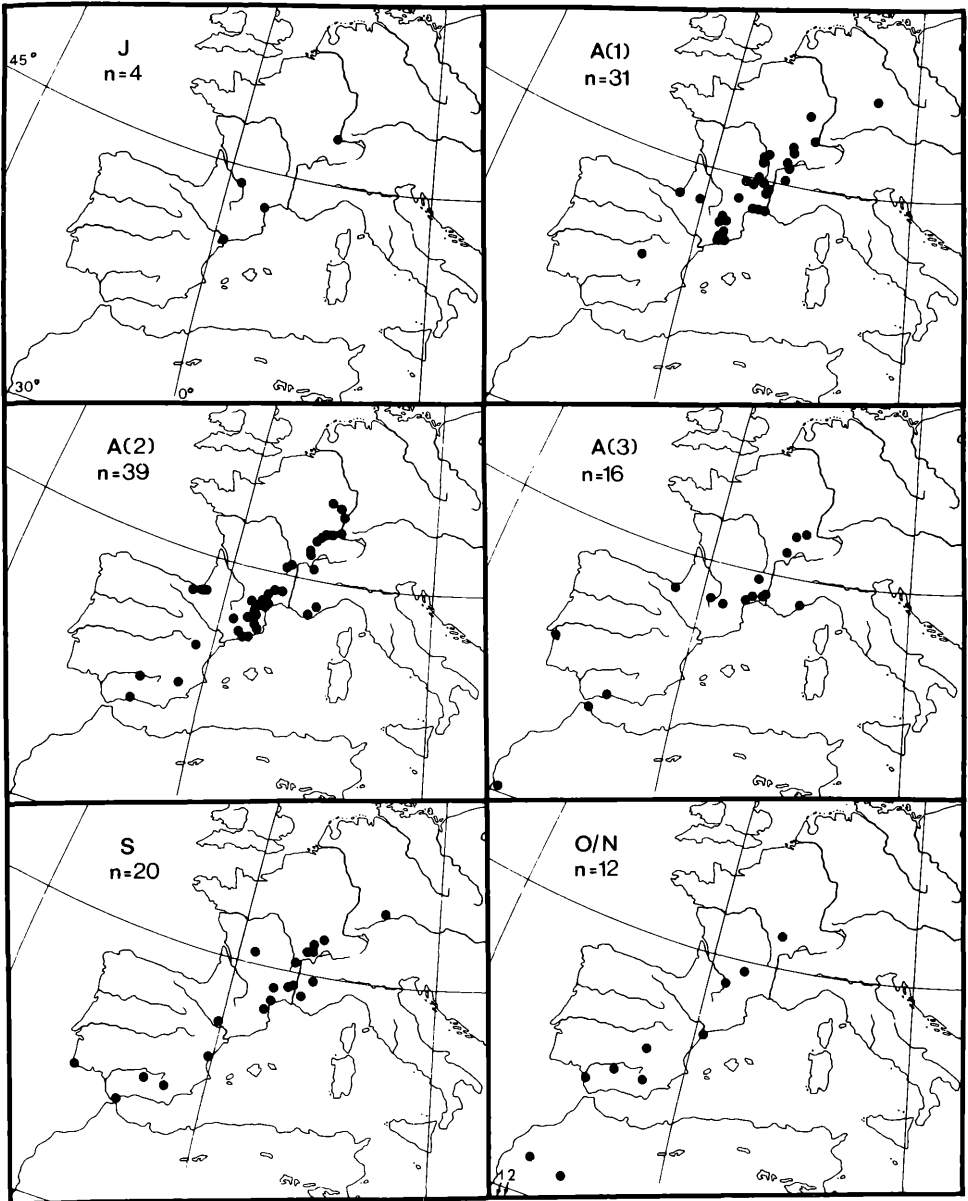 J
n=4
45°
30°
0°
A(1)
n=31
A(2)
n=39
A(3)
n=16
S
n=20
O/N
n=12
12